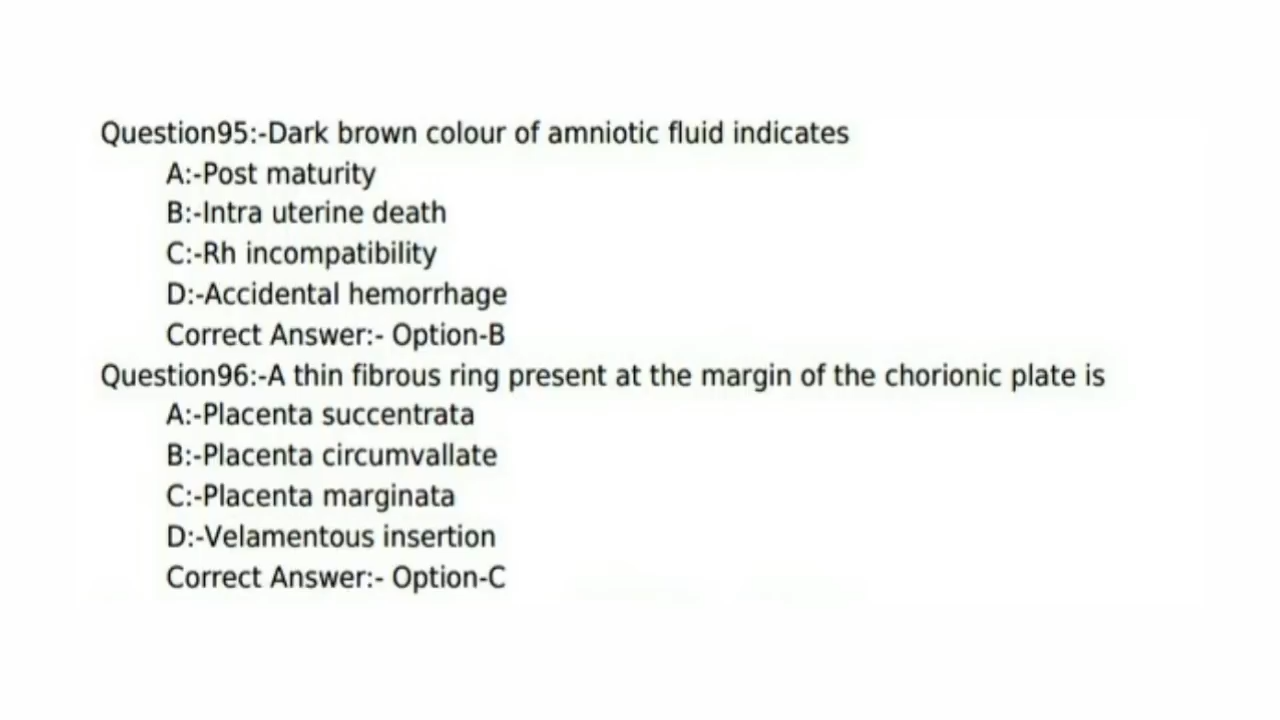 Question95:-Dark brown colour of amniotic fluid indicates
A:-Post maturity
B:-Intra uterine death
C:-Rh incompatibility
D:-Accidental hemorrhage
Correct Answer:- Option-B
Question96:-A thin fibrous ring present at the margin of the chorionic plate is
A:-Placenta succentrata
B:-Placenta circumvallate
C:-Placenta marginata
D:-Velamentous insertion
Correct Answer:- Option-C